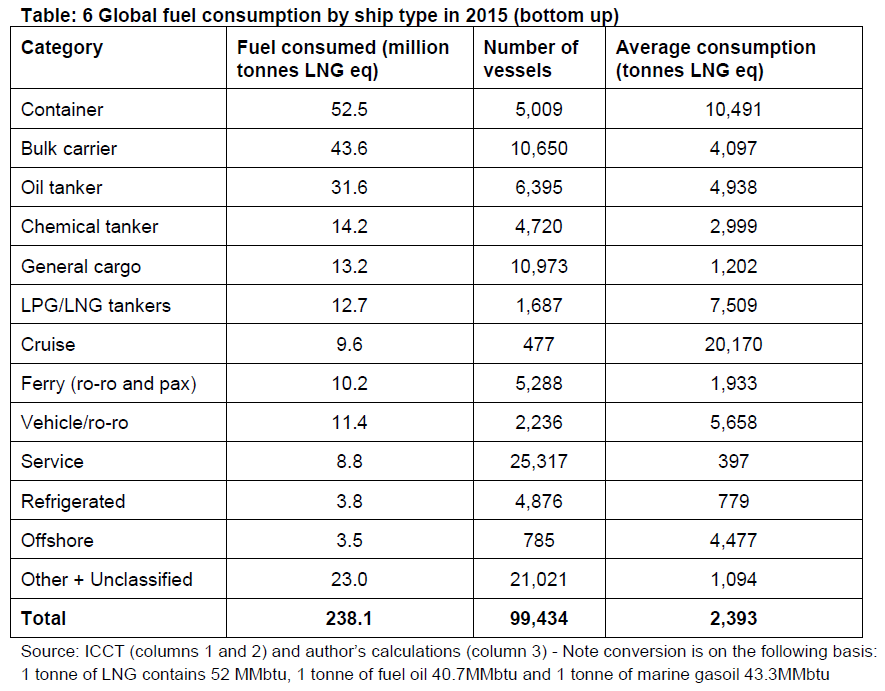 Table: 6 Global fuel consumption by ship type in 2015 (bottom up)
Category Fuel consumed (million tonnes LNG eq) Number of vessels Average consumption (tonnes LNG eq)
Container 52.5 5,009 10,491
Bulk carrier 43.6 10,650 4,097
Oil tanker 31.6 6,395 4,938
Chemical tanker 14.2 4,720 2,999
General cargo 13.2 10,973 1,202
LPG/LNG tankers 12.7 1,687 7,509
Cruise 9.6 477 20,170
Ferry (ro-ro and pax) 10.2 5,288 1,933
Vehicle/ro-ro 11.4 2,236 5,658
Service 8.8 25,317 397
Refrigerated 3.8 4,876 779
Offshore 3.5 785 4,477
Other + Unclassified 23.0 21,021 1,094
Total 238.1 99,434 2,393
Source: ICCT (columns 1 and 2) and author's calculations (column 3) - Note conversion is on the following basis:
1 tonne of LNG contains 52 MMbtu, 1 tonne of fuel oil 40.7MMbtu and 1 tonne of marine gasoil 43.3MMbtu